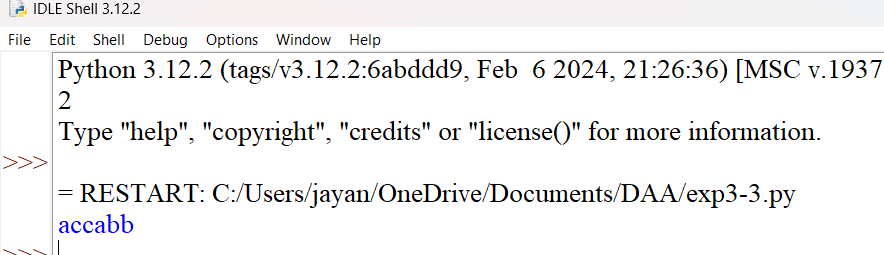 IDLE Shell 3.12.2
File Edit Shell Debug Options Window Help
Python 3.12.2 (tags/v3.12.2:6abddd9, Feb  6 2024, 21:26:36) [MSC v.1937
2
Type "help", "copyright", "credits" or "license()" for more information.
>>>
= RESTART: C:/Users/jayan/OneDrive/Documents/DAA/exp3-3.py
accabb
>>>